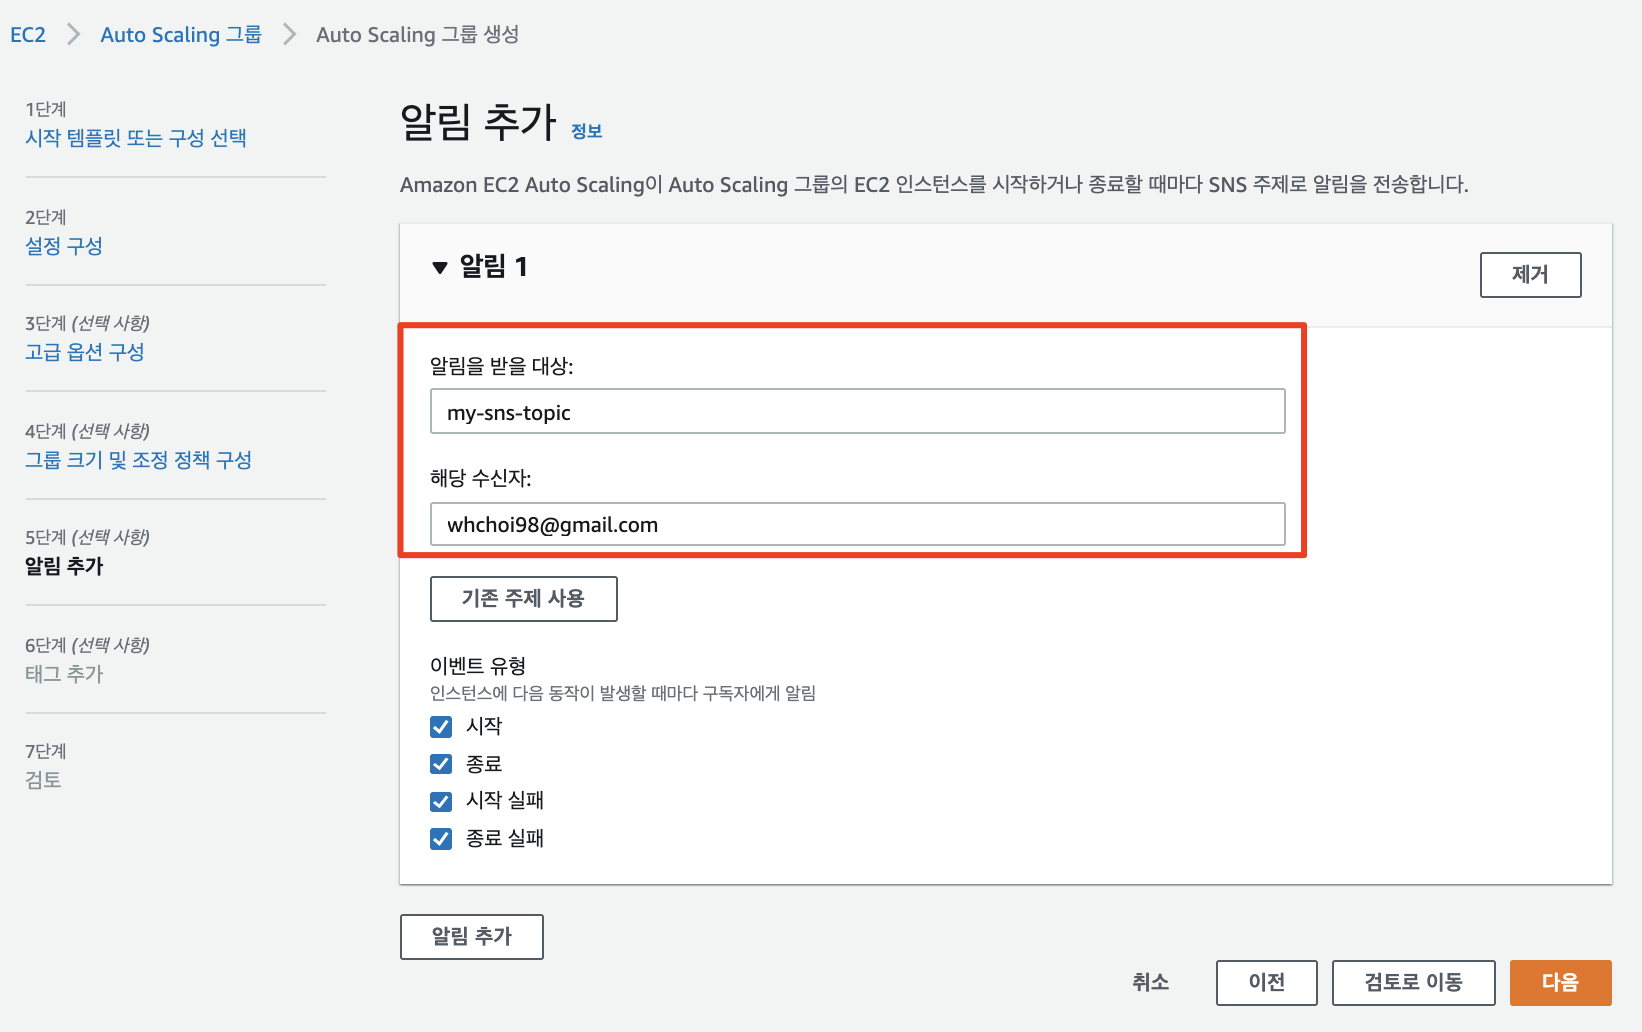 EC2 > Auto Scaling 그룹 > Auto Scaling 그룹 생성
1단계
시작 템플릿 또는 구성 선택
2단계
설정 구성
3단계 (선택 사항)
고급 옵션 구성
4단계 (선택 사항)
그룹 크기 및 조정 정책 구성
5단계 (선택 사항)
알림 추가
6단계 (선택 사항)
태그 추가
7단계
검토
알림 추가 정보
Amazon EC2 Auto Scaling이 Auto Scaling 그룹의 EC2 인스턴스를 시작하거나 종료할 때마다 SNS 주제로 알림을 전송합니다.
알림 1
제거
알림을 받을 대상:
my-sns-topic
해당 수신자:
whchoi98@gmail.com
기존 주제 사용
이벤트 유형
인스턴스에 다음 동작이 발생할 때마다 구독자에게 알림
시작
종료
시작 실패
종료 실패
알림 추가
취소 이전 검토로 이동 다음